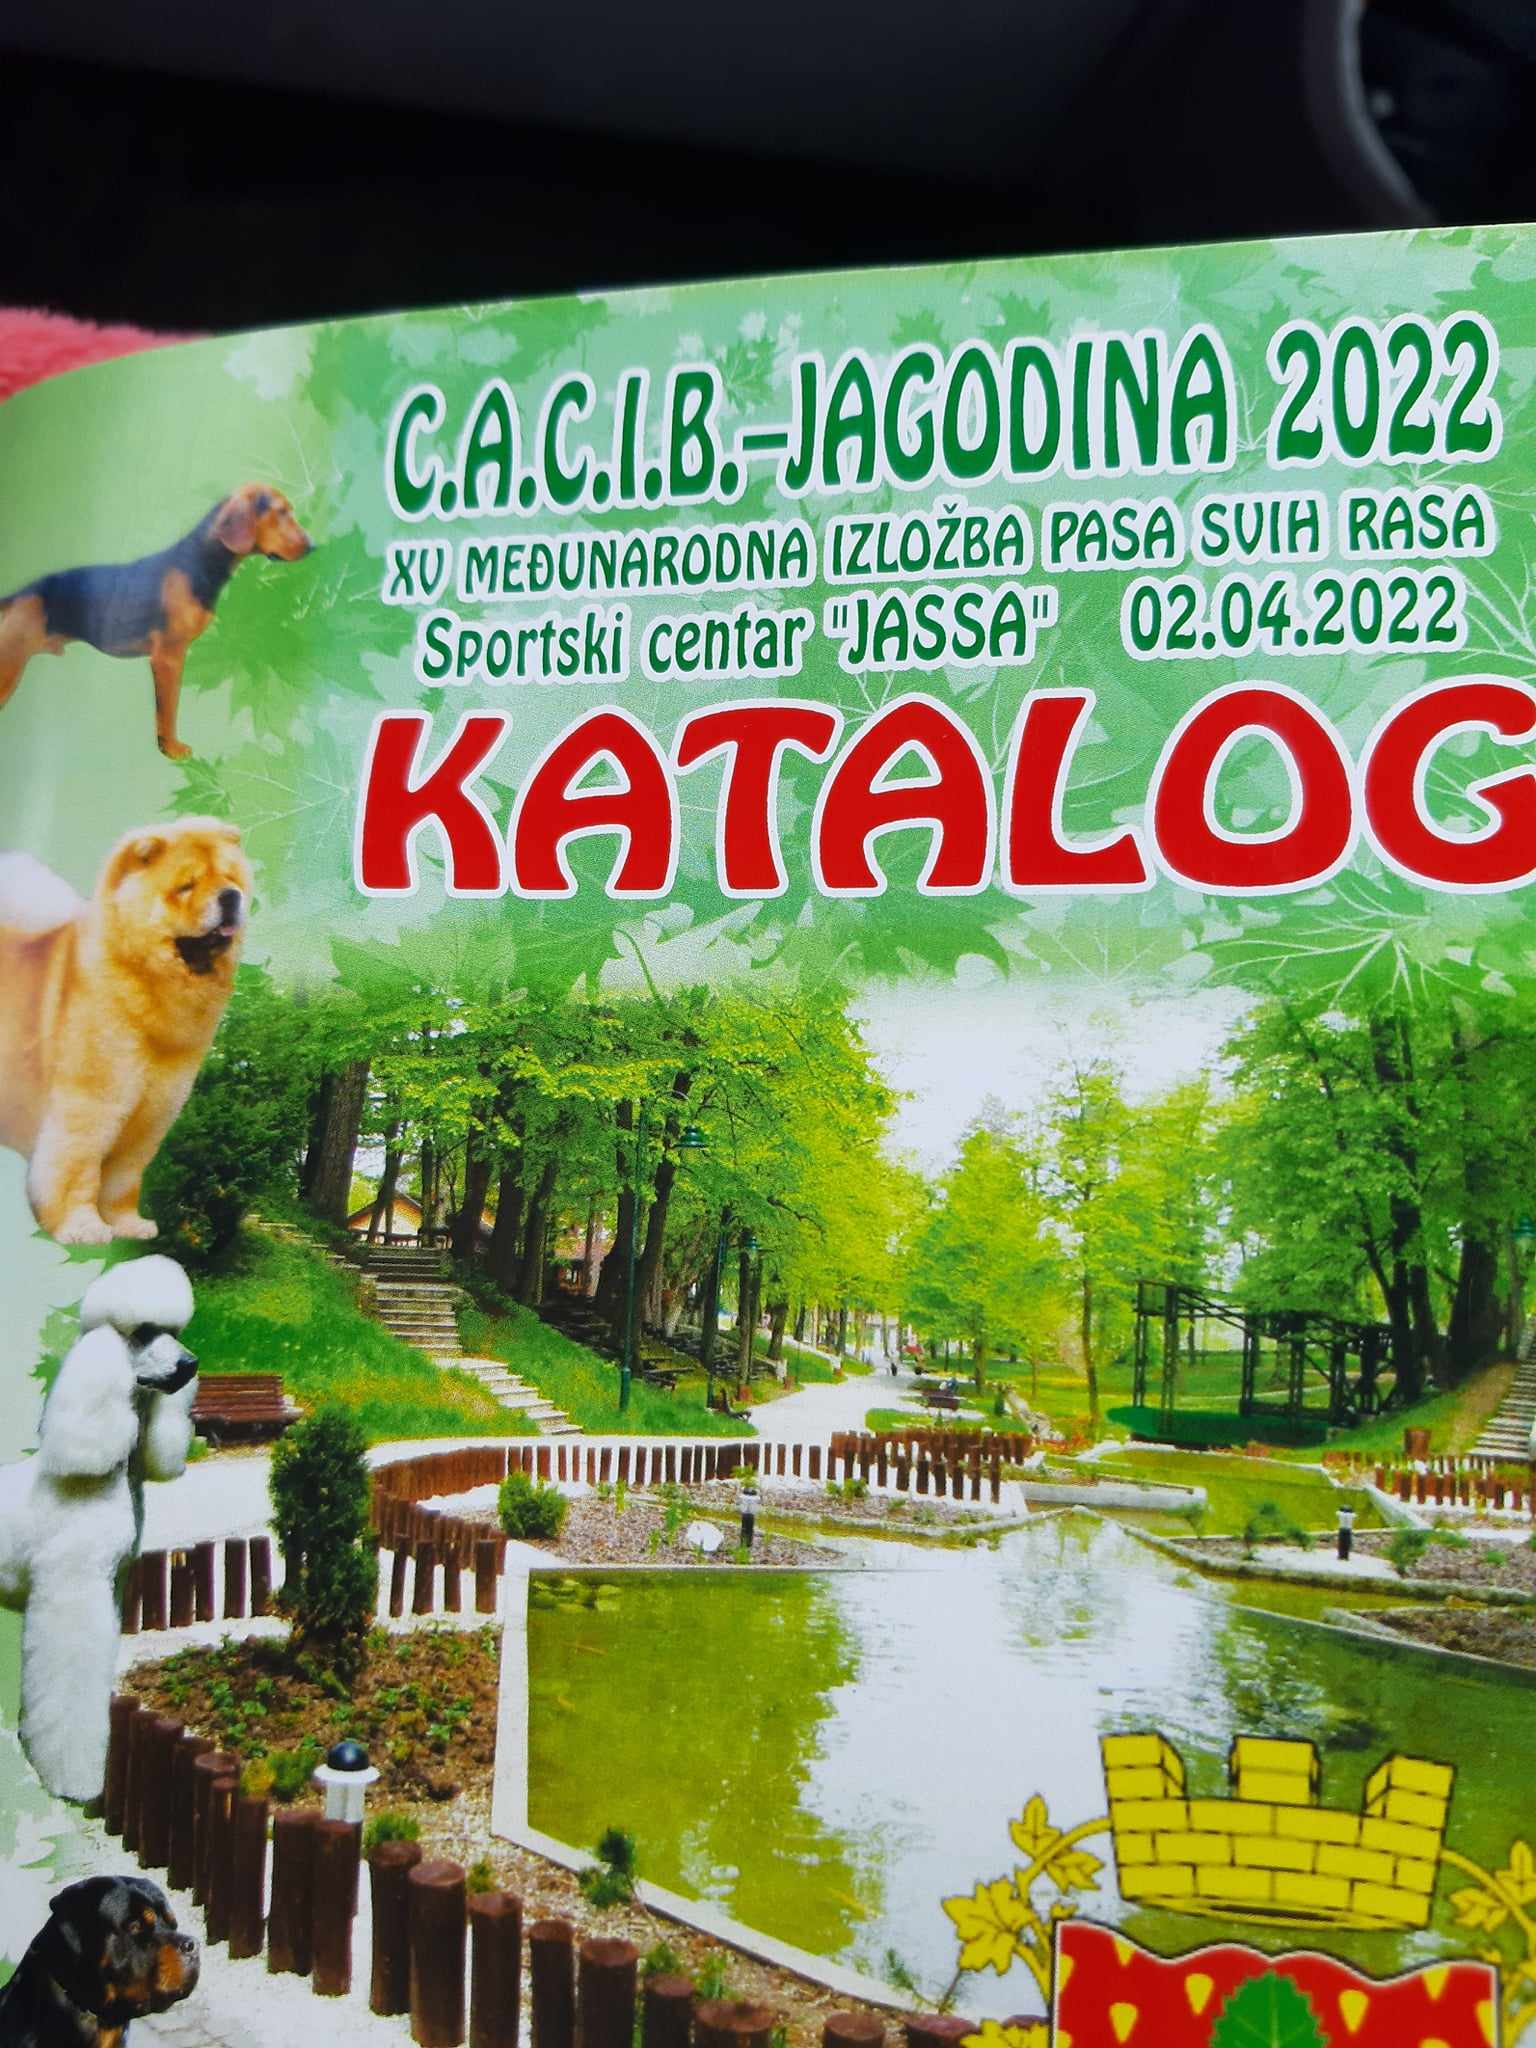 C.A.C.I.B.-JAGODINA 2022
XV MEĐUNARODNA IZLOŽBA PASA SVIH RASA
Sportski centar "JASSA" 02.04.2022
KATALOG